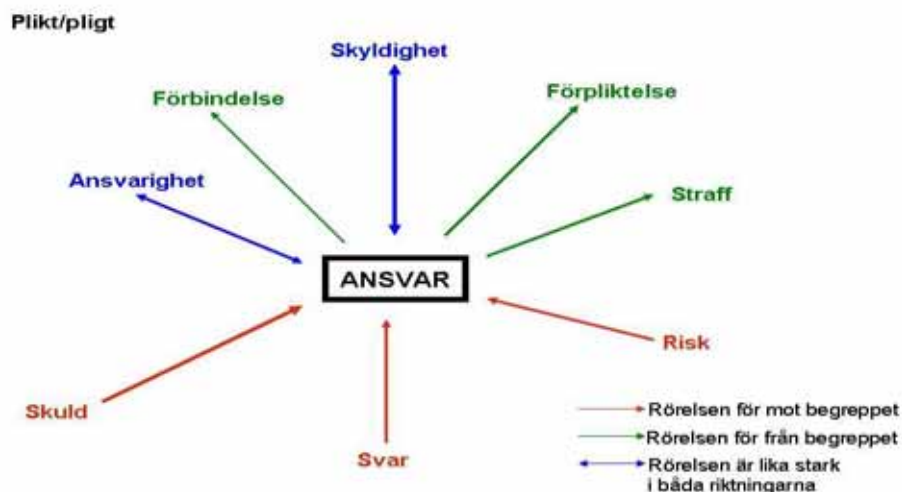 Plikt/pligt
Skyldighet
Förbindelse
Förpliktelse
Ansvarighet
Straff
ANSVAR
Risk
Skuld
Svar
Rörelsen för mot begreppet
Rörelsen för från begreppet
Rörelsen är lika stark
i båda riktningarna